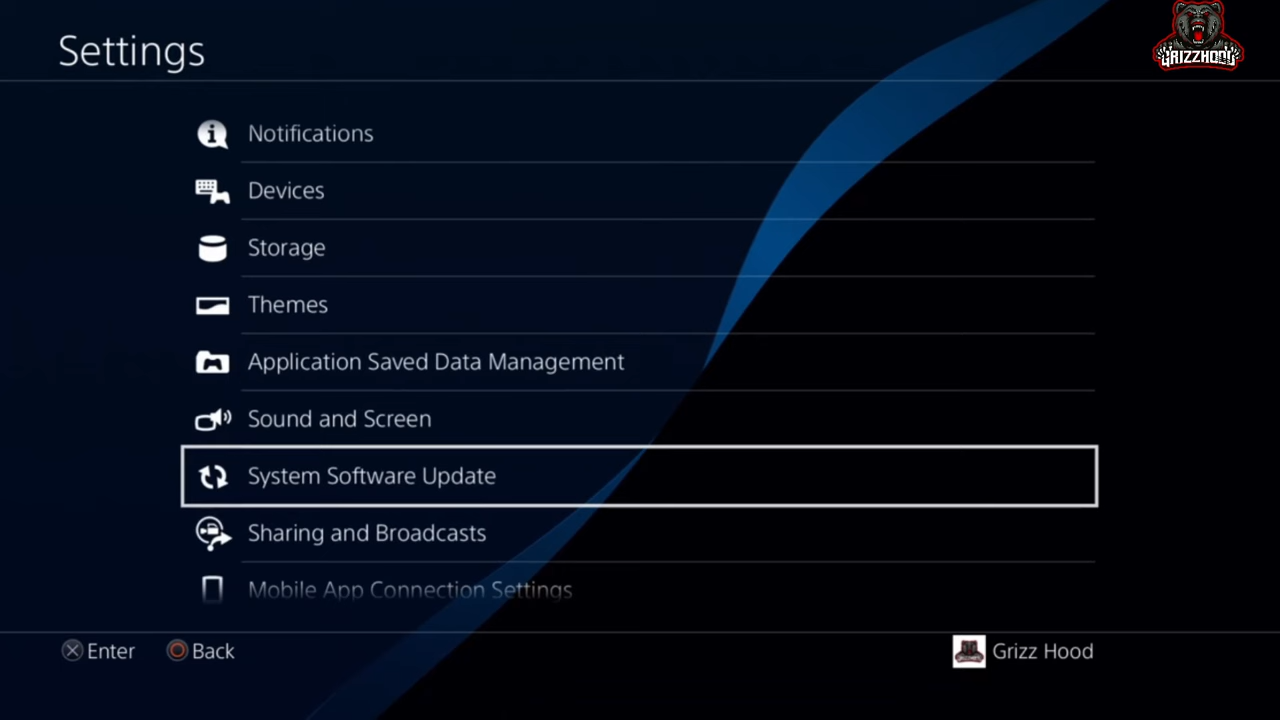 Settings
GRIZZHOOD
Notifications
Devices
Storage
Themes
Application Saved Data Management
Sound and Screen
System Software Update
Sharing and Broadcasts
Mobile App Connection Settings
Enter
Back
Grizz Hood